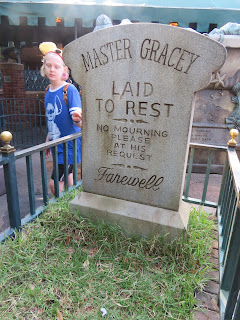 MASTER GRACEY
LAID
TO REST
NO MOURNING
PLEASE
AT HIS
REQUEST
Farewell